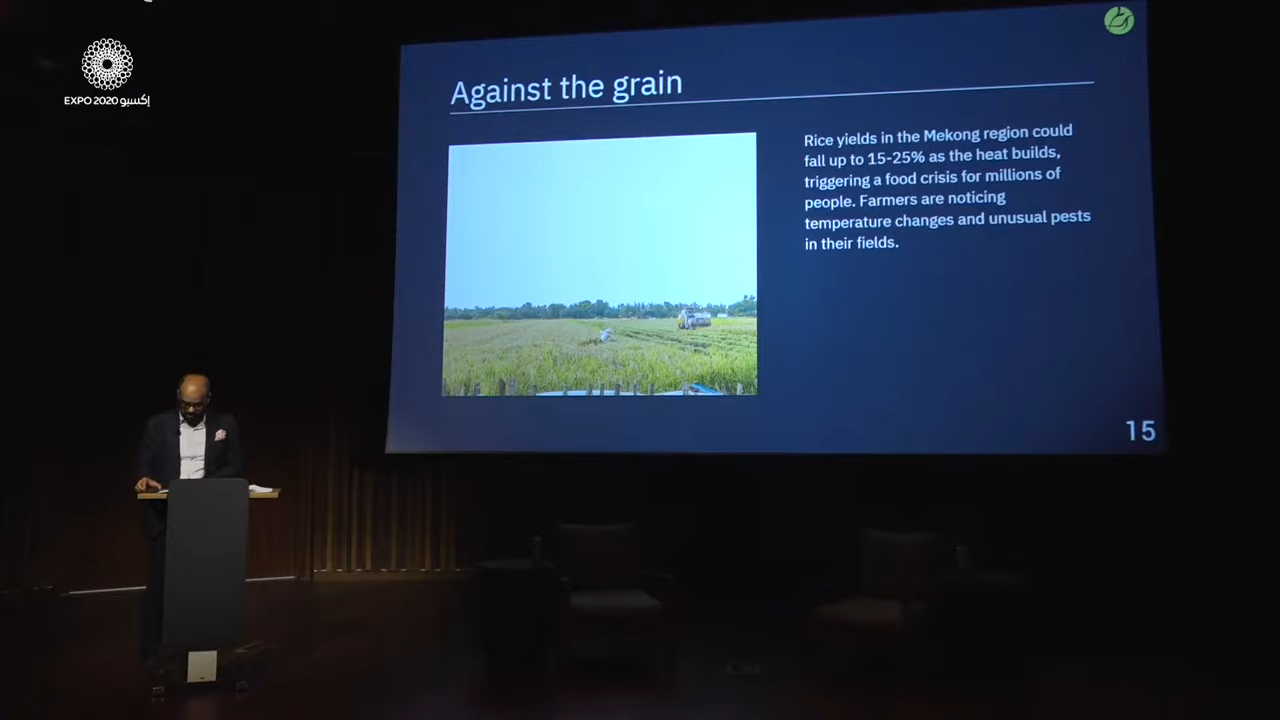 EXPO 2020 إكسبو
Against the grain
Rice yields in the Mekong region could
fall up to 15-25% as the heat builds,
triggering a food crisis for millions of
people. Farmers are noticing
temperature changes and unusual pests
in their fields.
15